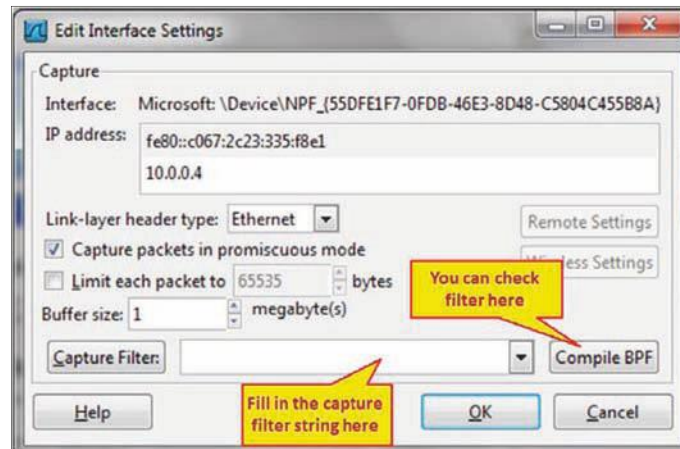 Edit Interface Settings
Capture
Interface: Microsoft: \Device\NPF_{55DFE1F7-0FDB-46E3-8D48-C5804C455B8A}
IP address: fe80::c067:2c23:335:f8e1
10.0.0.4
Link-layer header type: Ethernet
Remote Settings
Capture packets in promiscuous mode
Settings
Limit each packet to 65535 bytes
You can check
filter here
Buffer size: 1 megabyte(s)
Capture Filter:
Compile BPF
Fill in the capture
filter string here
Help
OK
Cancel